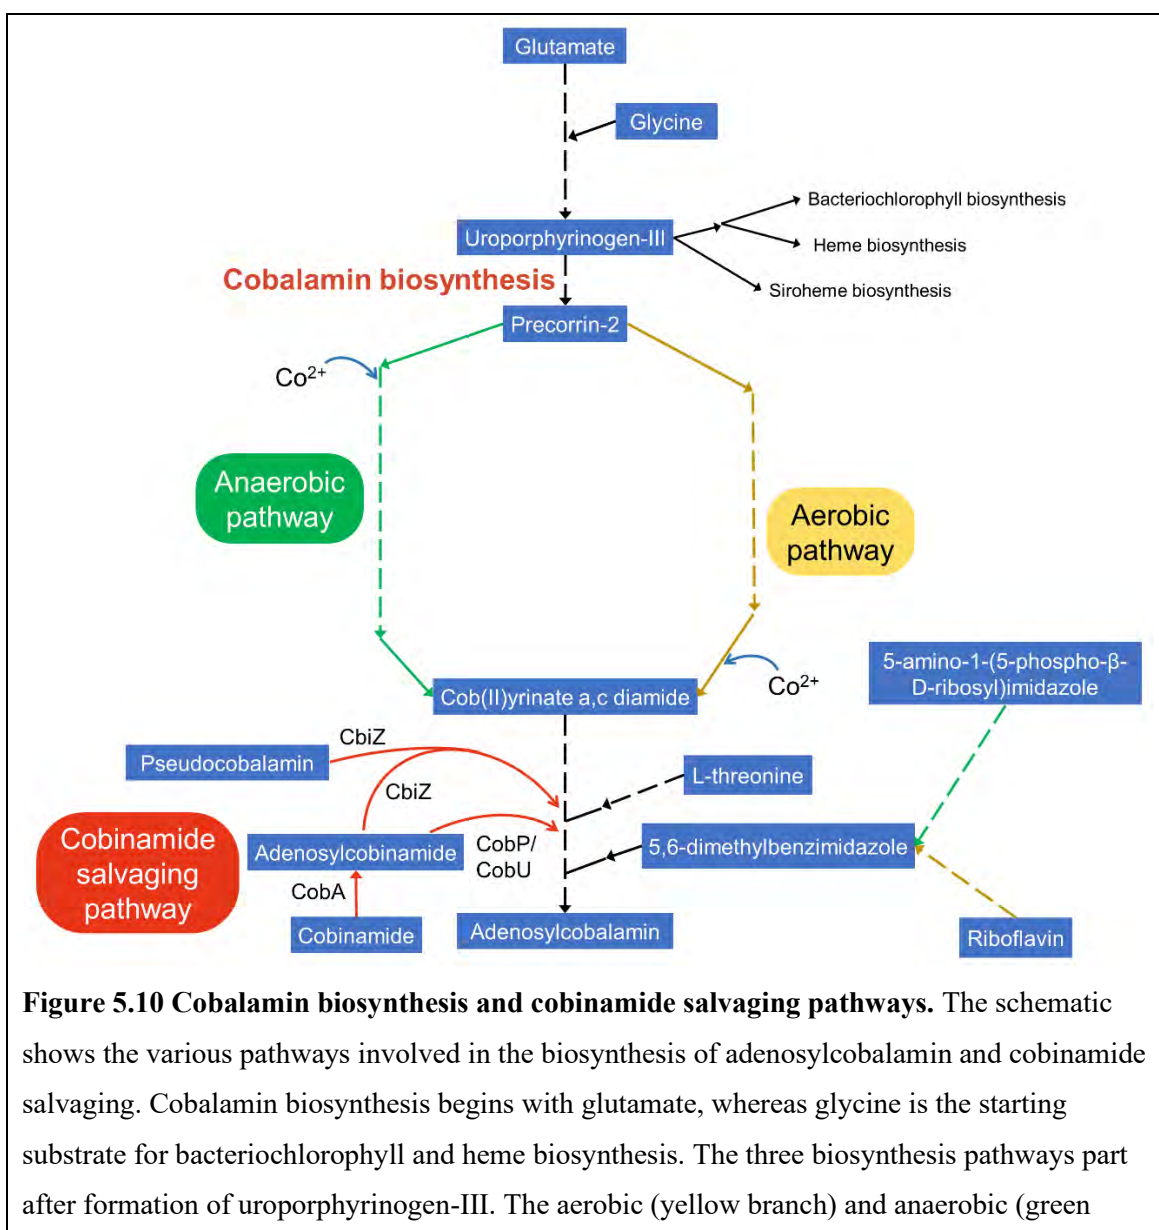 Glutamate
Glycine
Bacteriochlorophyll biosynthesis
Uroporphyrinogen-III
Heme biosynthesis
Cobalamin biosynthesis
Siroheme biosynthesis
Precorrin-2
Co²⁺
Anaerobic
pathway
Aerobic
pathway
5-amino-1-(5-phospho-β-
D-ribosyl)imidazole
Cob(II)yrinate a,c diamide
Co²⁺
CbiZ
Pseudocobalamin
L-threonine
CbiZ
Cobinamide
salvaging
pathway
Adenosylcobinamide
CobP/
CobU
5,6-dimethylbenzimidazole
CobA
Cobinamide
Adenosylcobalamin
Riboflavin
Figure 5.10 Cobalamin biosynthesis and cobinamide salvaging pathways. The schematic
shows the various pathways involved in the biosynthesis of adenosylcobalamin and cobinamide
salvaging. Cobalamin biosynthesis begins with glutamate, whereas glycine is the starting
substrate for bacteriochlorophyll and heme biosynthesis. The three biosynthesis pathways part
after formation of uroporphyrinogen-III. The aerobic (yellow branch) and anaerobic (green